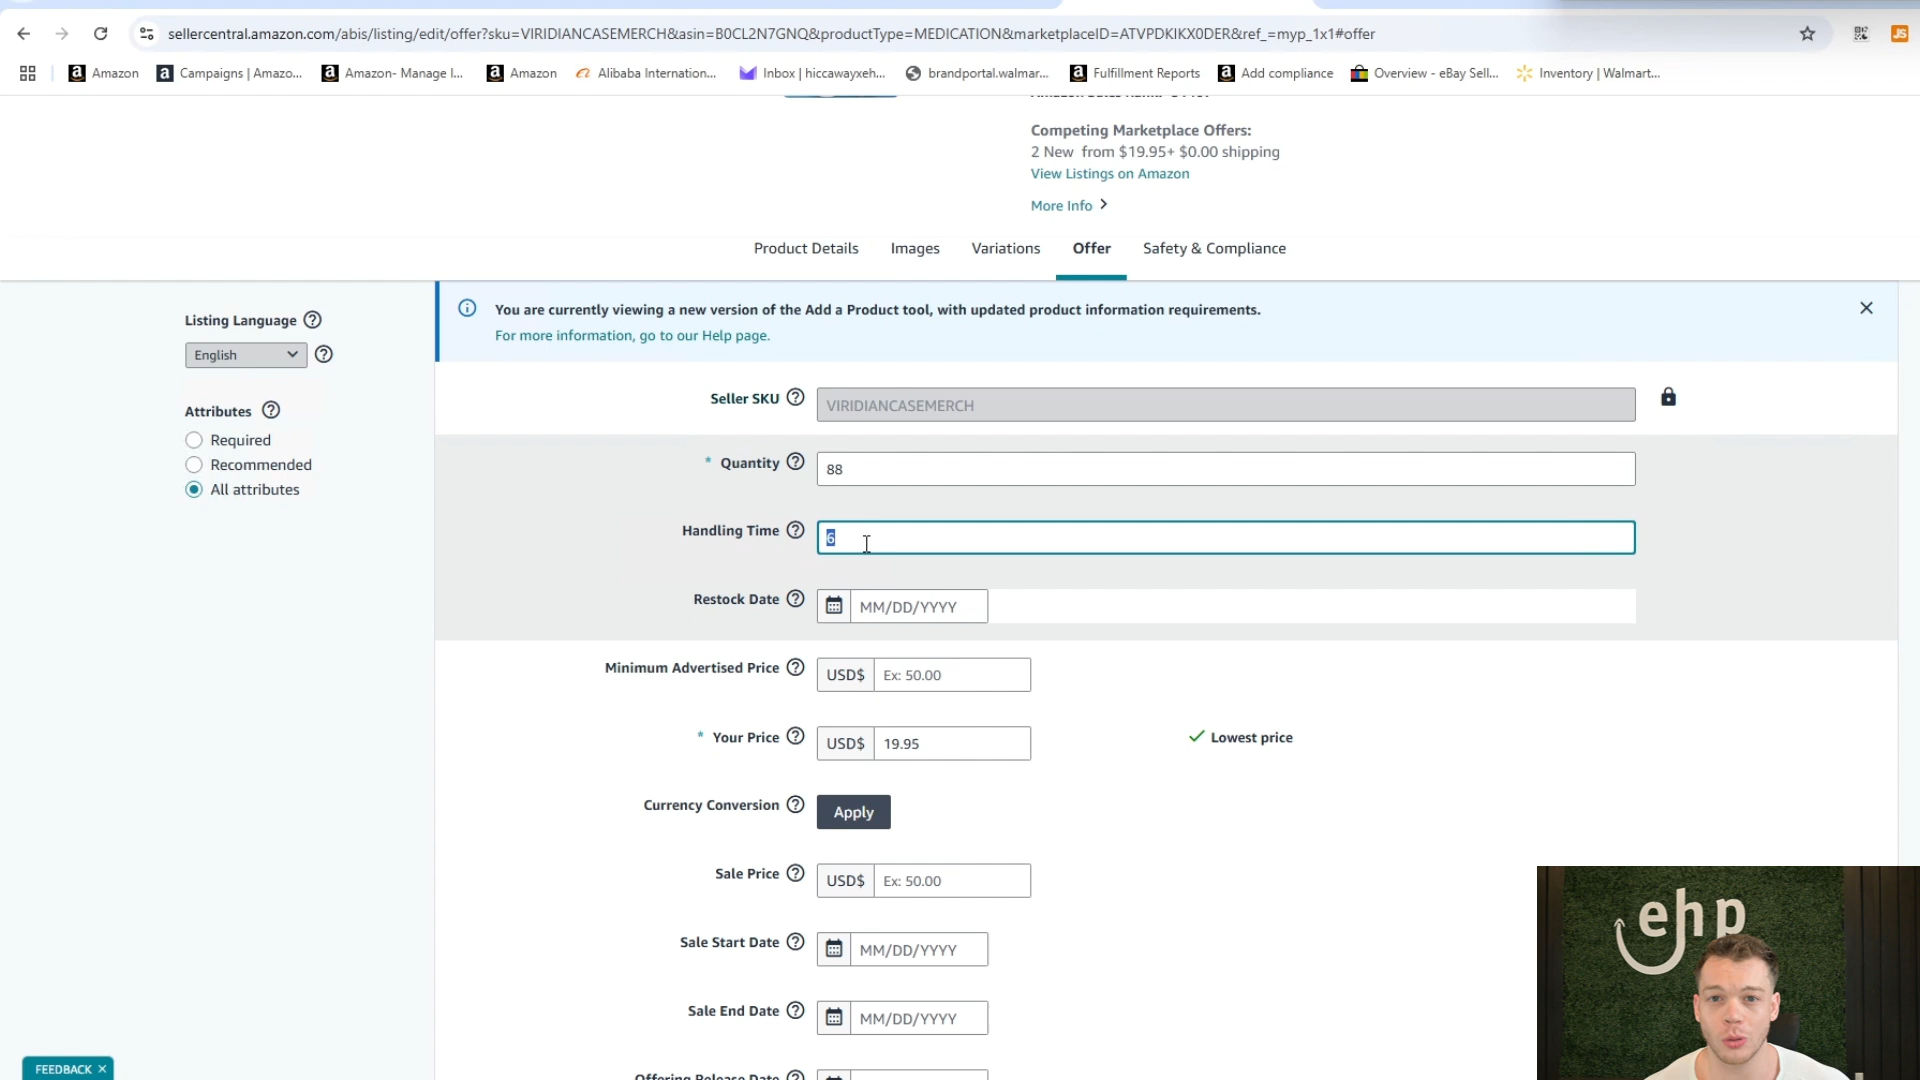 sellercentral.amazon.com/abis/listing/edit/offer?sku=VIRIDIANCASEMERCH&asin=B0CL2N7GNQ&productType=MEDICATION&marketplaceID=ATVPDKIKX0DER&ref_=myp_1x1#offer
JS
Amazon
Campaigns | Amazo...
Amazon- Manage I...
Amazon
Alibaba Internation...
Inbox | hiccawayxeh...
brandportal.walmar...
Fulfillment Reports
Add compliance
Overview - eBay Sell...
Inventory | Walmart...
Competing Marketplace Offers:
2 New from $19.95+ $0.00 shipping
View Listings on Amazon
More Info
Product Details
Images
Variations
Offer
Safety & Compliance
Listing Language
English
Attributes
Required
Recommended
All attributes
You are currently viewing a new version of the Add a Product tool, with updated product information requirements.
For more information, go to our Help page.
Seller SKU
VIRIDIANCASEMERCH
* Quantity
88
Handling Time
6
Restock Date
MM/DD/YYYY
Minimum Advertised Price
USD$ Ex: 50.00
* Your Price
USD$ 19.95
Lowest price
Currency Conversion
Apply
Sale Price
USD$ Ex: 50.00
Sale Start Date
MM/DD/YYYY
Sale End Date
MM/DD/YYYY
Offering Release Date
FEEDBACK ×
ehp